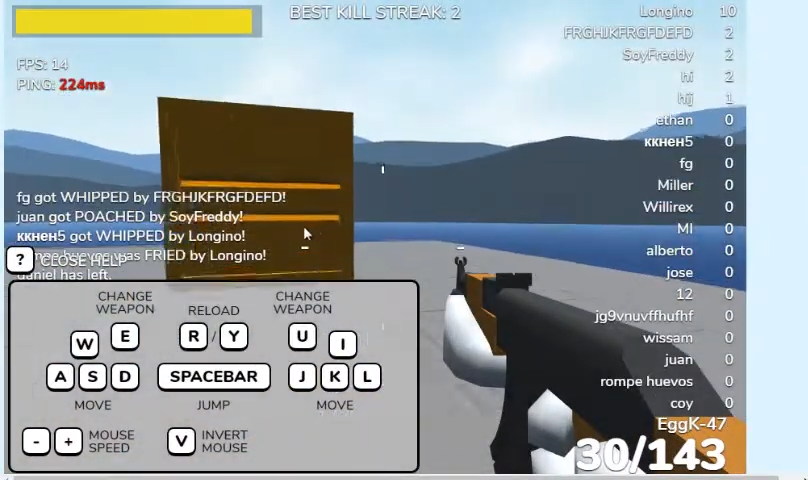 BEST KILL STREAK: 2
FPS: 14
PING: 224ms
Longino 10
FRGHJKFRGFDEFD 2
SoyFreddy 2
hi 2
hij 1
ethan 0
ккнен5 0
fg 0
Miller 0
Willirex 0
MI 0
alberto 0
jose 0
12 0
jg9vnuvffhufhf 0
wissam 0
juan 0
rompe huevos 0
coy 0
fg got WHIPPED by FRGHJKFRGFDEFD!
juan got POACHED by SoyFreddy!
ккнен5 got WHIPPED by Longino!
huevos was FRIED by Longino!
daniel has left.
? CLOSE HELP
CHANGE WEAPON
RELOAD
CHANGE WEAPON
W E R / Y U I
A S D SPACEBAR J K L
MOVE JUMP MOVE
- + MOUSE SPEED
V INVERT MOUSE
EggK-47
30/143